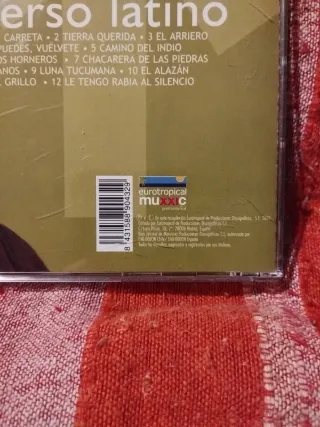 erso latino
CARRETA • 2 TIERRA QUERIDA • 3 EL ARRIERO
PUEDES, VUÉLVETE • 5 CAMINO DEL INDIO
OS HORNEROS • 7 CHACARERA DE LAS PIEDRAS
ANOS • 9 LUNA TUCUMANA • 10 EL ALAZÁN
L GRILLO • 12 LE TENGO RABIA AL SILENCIO
eurotropical
muxxic
8 431588 904329